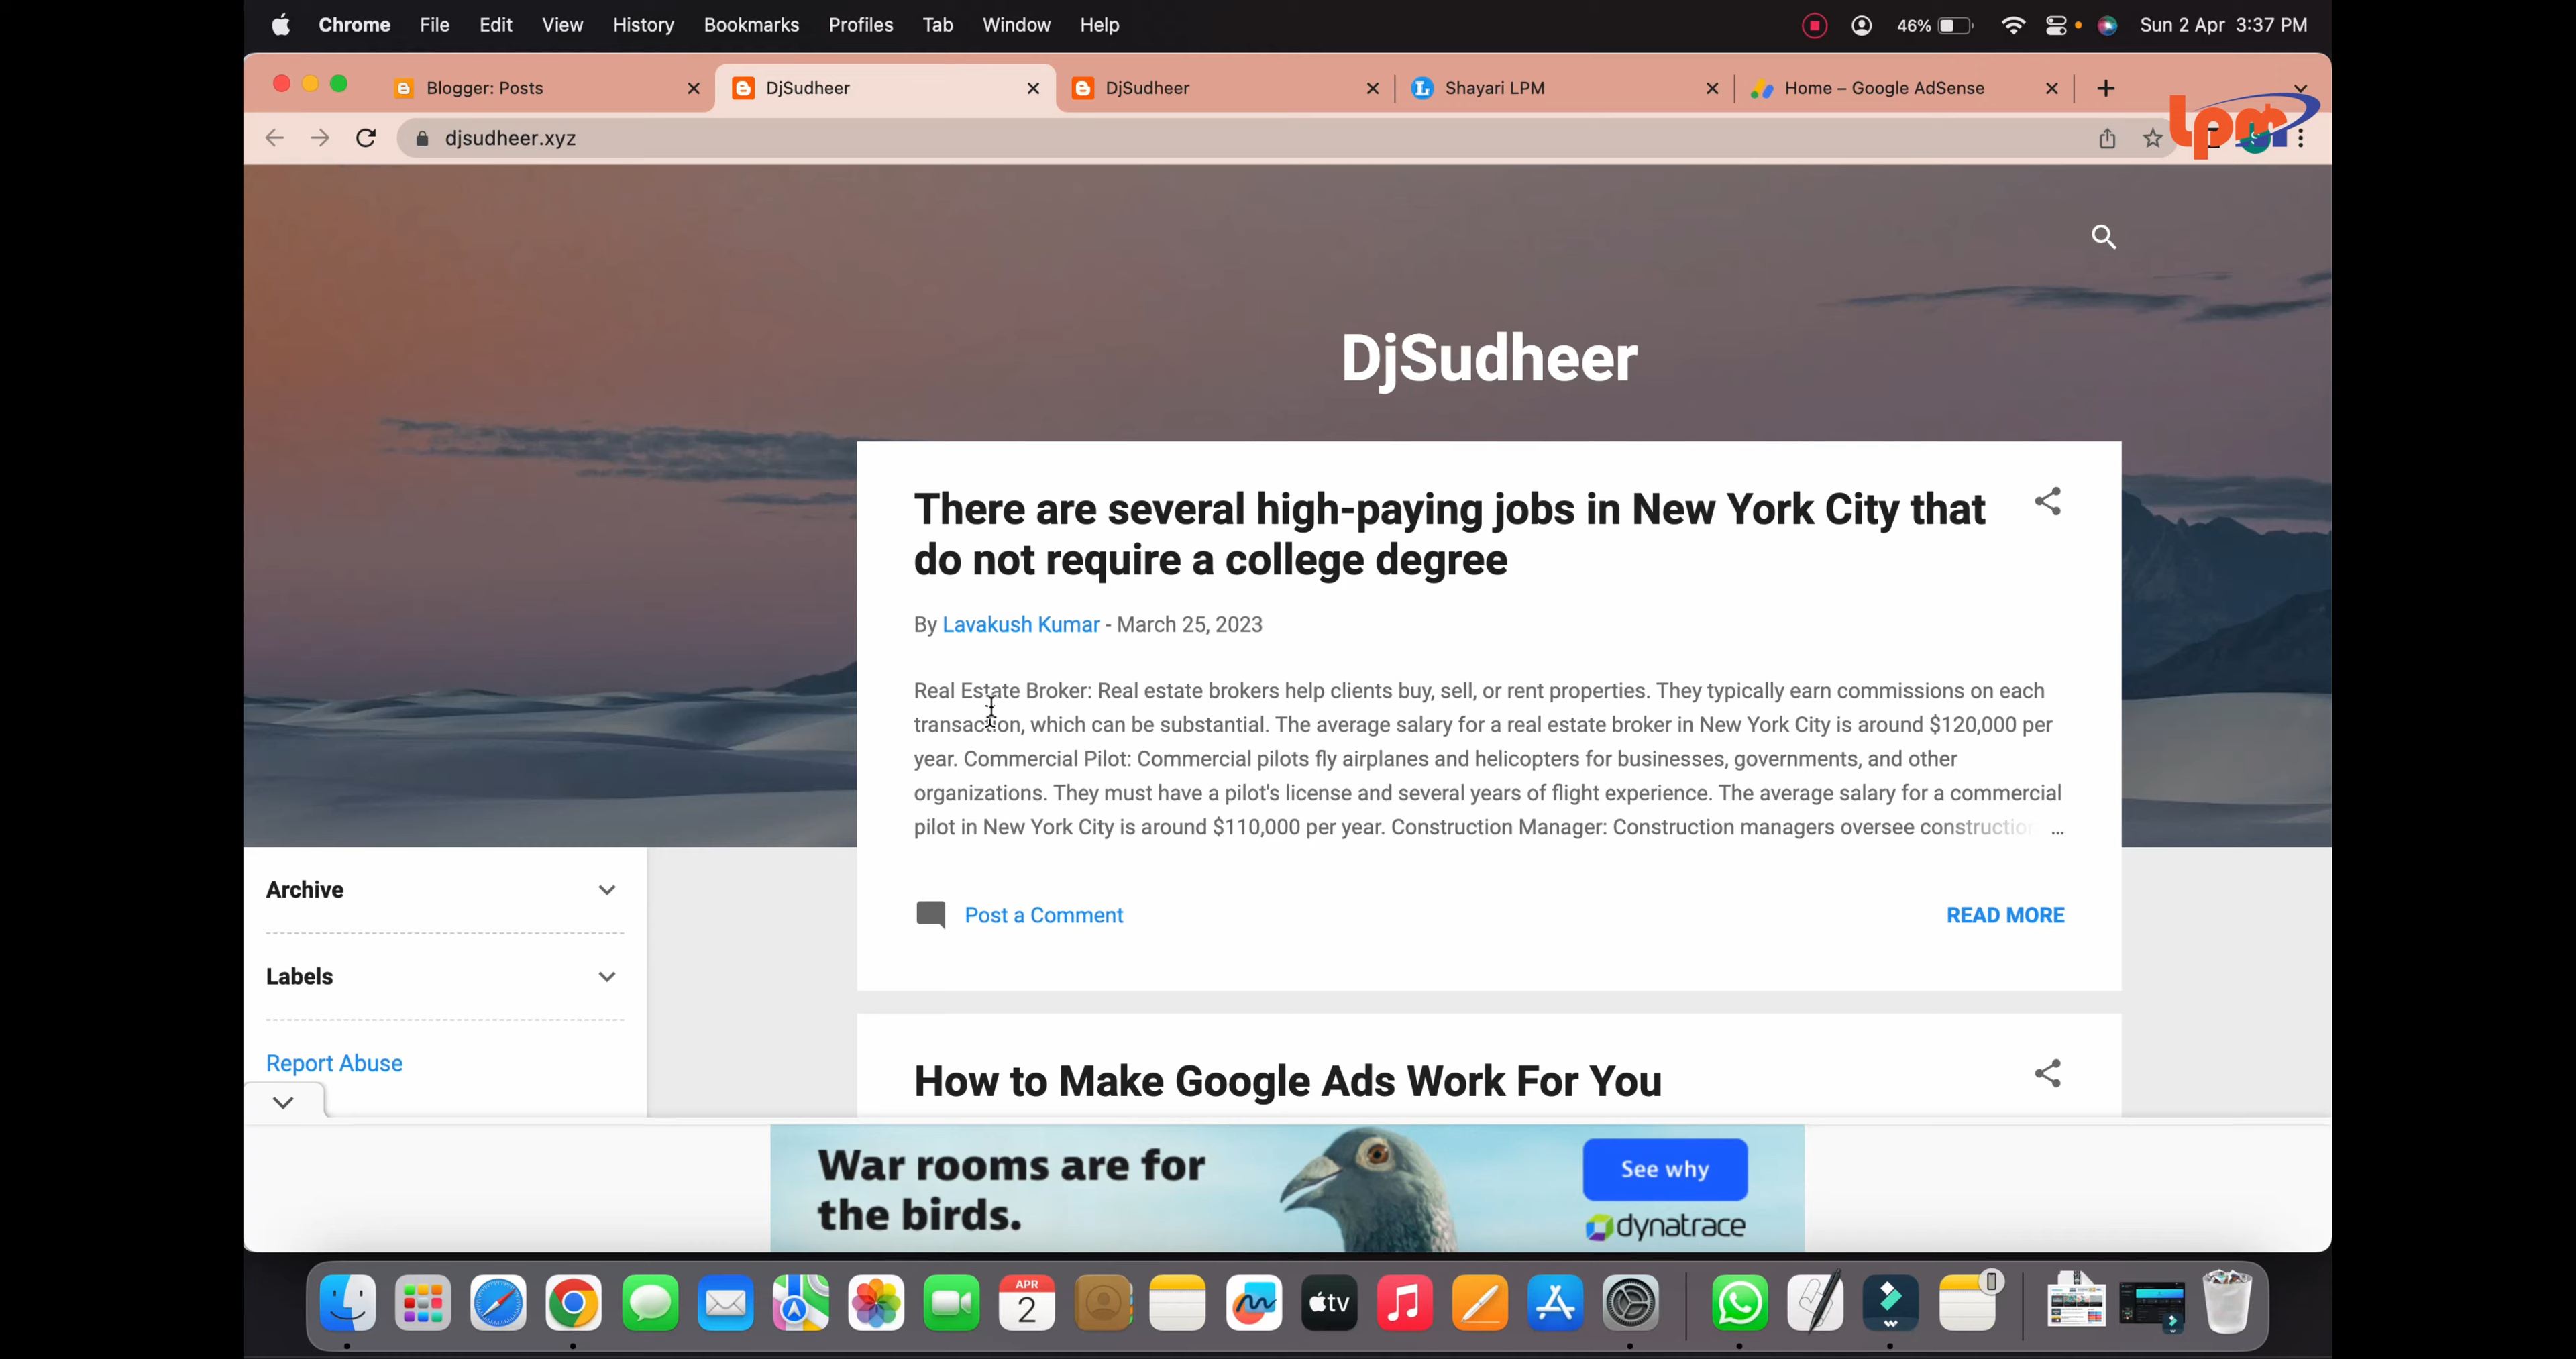 Chrome File Edit View History Bookmarks Profiles Tab Window Help 46% Sun 2 Apr 3:37 PM
Blogger: Posts DjSudheer DjSudheer Shayari LPM Home – Google AdSense
djsudheer.xyz
lpm
DjSudheer
There are several high-paying jobs in New York City that
do not require a college degree
By Lavakush Kumar - March 25, 2023
Real Estate Broker: Real estate brokers help clients buy, sell, or rent properties. They typically earn commissions on each
transaction, which can be substantial. The average salary for a real estate broker in New York City is around $120,000 per
year. Commercial Pilot: Commercial pilots fly airplanes and helicopters for businesses, governments, and other
organizations. They must have a pilot's license and several years of flight experience. The average salary for a commercial
pilot in New York City is around $110,000 per year. Construction Manager: Construction managers oversee construction ...
Post a Comment READ MORE
Archive
Labels
Report Abuse
How to Make Google Ads Work For You
War rooms are for
the birds.
See why
dynatrace
APR
2
tv